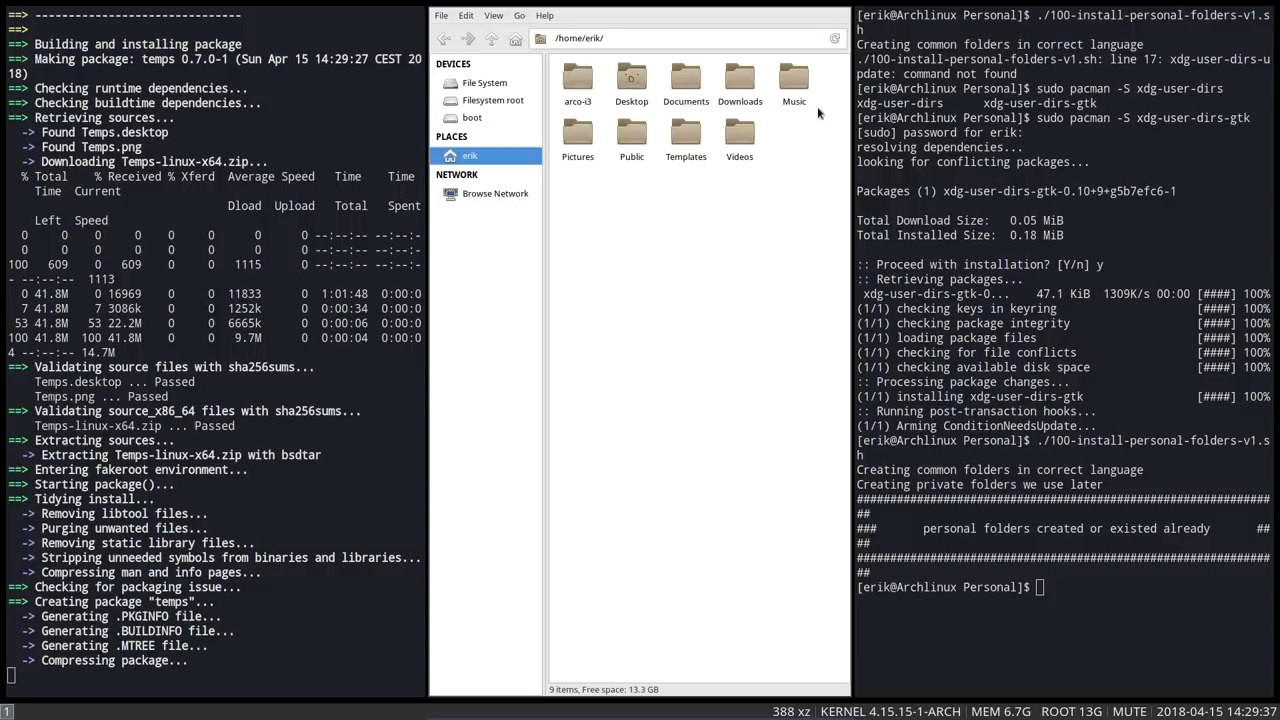 ==> -------------------------------
==>
==> Building and installing package
==> Making package: temps 0.7.0-1 (Sun Apr 15 14:29:27 CEST 20
18)
==> Checking runtime dependencies...
==> Checking buildtime dependencies...
==> Retrieving sources...
-> Found Temps.desktop
-> Found Temps.png
-> Downloading Temps-linux-x64.zip...
% Total % Received % Xferd Average Speed Time Time
Time Current
Dload Upload Total Spent
Left Speed
0 0 0 0 0 0 0 0 --:--:-- --:--:-
0 0 0 0 0 0 0 0 --:--:-- --:--:-
100 609 0 609 0 0 1115 0 --:--:-- --:--:-
- --:--:-- 1113
0 41.8M 0 16969 0 0 11833 0 1:01:48 0:00:0
7 41.8M 7 3086k 0 0 1252k 0 0:00:34 0:00:0
53 41.8M 53 22.2M 0 0 6665k 0 0:00:06 0:00:0
100 41.8M 100 41.8M 0 0 9.7M 0 0:00:04 0:00:0
4 --:--:-- 14.7M
==> Validating source files with sha256sums...
Temps.desktop ... Passed
Temps.png ... Passed
==> Validating source_x86_64 files with sha256sums...
Temps-linux-x64.zip ... Passed
==> Extracting sources...
-> Extracting Temps-linux-x64.zip with bsdtar
==> Entering fakeroot environment...
==> Starting package()...
==> Tidying install...
-> Removing libtool files...
-> Purging unwanted files...
-> Removing static library files...
-> Stripping unneeded symbols from binaries and libraries...
-> Compressing man and info pages...
==> Checking for packaging issue...
==> Creating package "temps"...
-> Generating .PKGINFO file...
-> Generating .BUILDINFO file...
-> Generating .MTREE file...
-> Compressing package...
File Edit View Go Help
/home/erik/
DEVICES
File System
Filesystem root
boot
PLACES
erik
NETWORK
Browse Network
arco-i3 Desktop Documents Downloads Music
Pictures Public Templates Videos
9 items, Free space: 13.3 GB
[erik@Archlinux Personal]$ ./100-install-personal-folders-v1.s
h
Creating common folders in correct language
./100-install-personal-folders-v1.sh: line 17: xdg-user-dirs-u
pdate: command not found
[erik@Archlinux Personal]$ sudo pacman -S xdg-user-dirs
xdg-user-dirs xdg-user-dirs-gtk
[erik@Archlinux Personal]$ sudo pacman -S xdg-user-dirs-gtk
[sudo] password for erik:
resolving dependencies...
looking for conflicting packages...
Packages (1) xdg-user-dirs-gtk-0.10+9+g5b7efc6-1
Total Download Size: 0.05 MiB
Total Installed Size: 0.18 MiB
:: Proceed with installation? [Y/n] y
:: Retrieving packages...
xdg-user-dirs-gtk-0... 47.1 KiB 1309K/s 00:00 [####] 100%
(1/1) checking keys in keyring [####] 100%
(1/1) checking package integrity [####] 100%
(1/1) loading package files [####] 100%
(1/1) checking for file conflicts [####] 100%
(1/1) checking available disk space [####] 100%
:: Processing package changes...
(1/1) installing xdg-user-dirs-gtk [####] 100%
:: Running post-transaction hooks...
(1/1) Arming ConditionNeedsUpdate...
[erik@Archlinux Personal]$ ./100-install-personal-folders-v1.s
h
Creating common folders in correct language
Creating private folders we use later
##############################################################
##
### personal folders created or existed already ##
##
##############################################################
##
[erik@Archlinux Personal]$
1
388 xz | KERNEL 4.15.15-1-ARCH | MEM 6.7G | ROOT 13G | MUTE | 2018-04-15 14:29:37